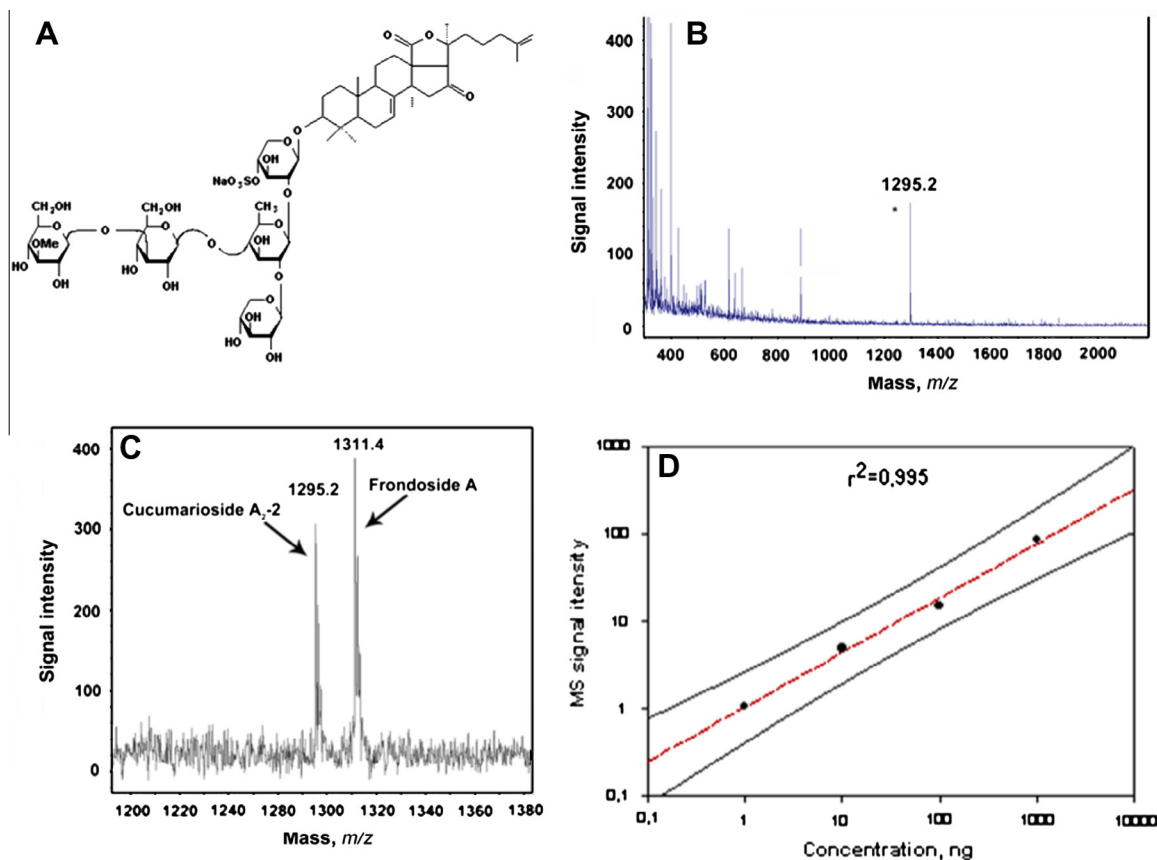 A
O
O
O
O
O
O
OH
NaO₃S
O
O
CH₂OH
CH₂OH
CH₃
O
O
O
O
O
O
OMe
OH
HO
OH
HO
OH
OH
O
O
OH
HO
OH
B
Signal intensity
400
300
200
100
0
1295.2
*
400 600 800 1000 1200 1400 1600 1800 2000
Mass, m/z
C
Signal intensity
400
300
200
100
0
1311.4
1295.2
Frondoside A
Cucumarioside A₂-2
1200 1220 1240 1260 1300 1320 1340 1360 1380
Mass, m/z
D
r²=0,995
MS signal itensity
1000
100
10
1
0,1
0,1 1 10 100 1000 10000
Concentration, ng